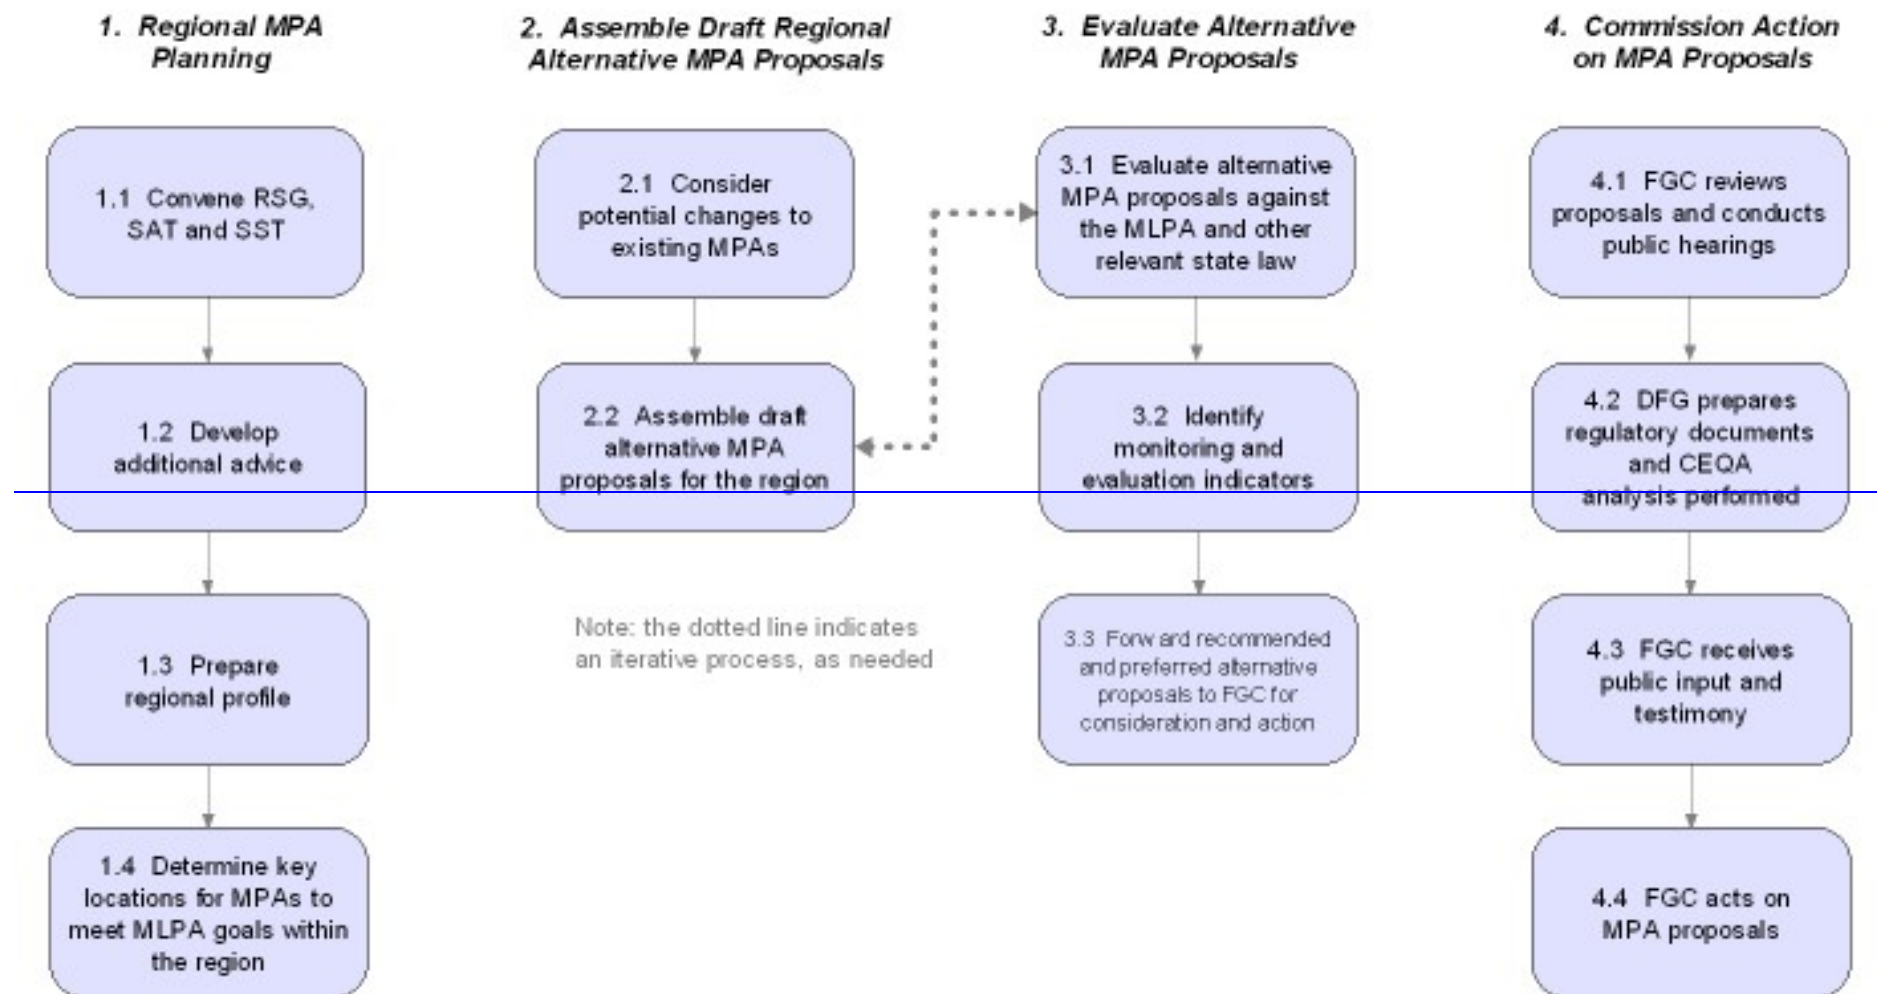 1. Regional MPA
Planning
1.1 Convene RSG,
SAT and SST
1.2 Develop
additional advice
1.3 Prepare
regional profile
1.4 Determine key
locations for MPAs to
meet MLPA goals within
the region
2. Assemble Draft Regional
Alternative MPA Proposals
2.1 Consider
potential changes to
existing MPAs
2.2 Assemble draft
alternative MPA
proposals for the region
Note: the dotted line indicates
an iterative process, as needed
3. Evaluate Alternative
MPA Proposals
3.1 Evaluate alternative
MPA proposals against
the MLPA and other
relevant state law
3.2 Identify
monitoring and
evaluation indicators
3.3 Forward recommended
and preferred alternative
proposals to FGC for
consideration and action
4. Commission Action
on MPA Proposals
4.1 FGC reviews
proposals and conducts
public hearings
4.2 DFG prepares
regulatory documents
and CEQA
analysis performed
4.3 FGC receives
public input and
testimony
4.4 FGC acts on
MPA proposals